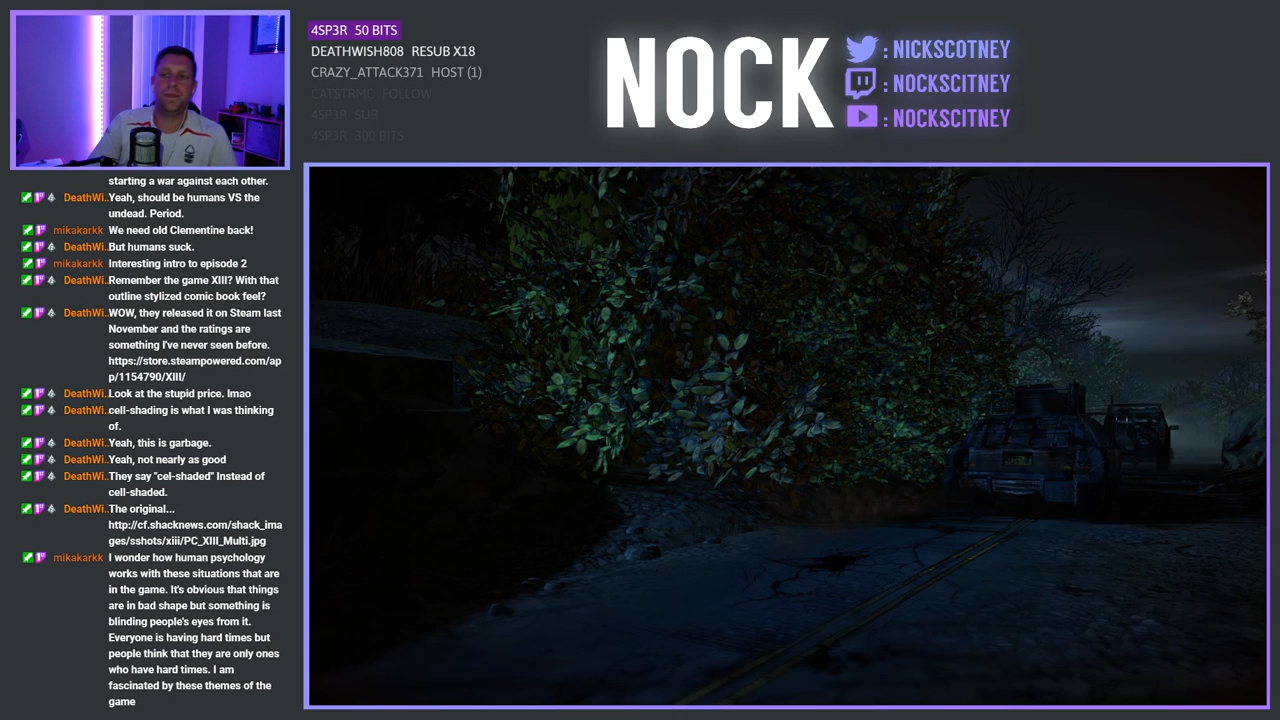 4SP3R 50 BITS
DEATHWISH808 RESUB X18
CRAZY_ATTACK371 HOST (1)
CATSTRMC FOLLOW
4SP3R SUB
4SP3R 300 BITS
NOCK
: NICKSCOTNEY
: NOCKSCITNEY
: NOCKSCITNEY
starting a war against each other.
DeathWi.. Yeah, should be humans VS the
undead. Period.
mikakarkk We need old Clementine back!
DeathWi.. But humans suck.
mikakarkk Interesting intro to episode 2
DeathWi.. Remember the game XIII? With that
outline stylized comic book feel?
DeathWi.. WOW, they released it on Steam last
November and the ratings are
something I've never seen before.
https://store.steampowered.com/ap
p/1154790/XIII/
DeathWi.. Look at the stupid price. lmao
DeathWi.. cell-shading is what I was thinking
of.
DeathWi.. Yeah, this is garbage.
DeathWi.. Yeah, not nearly as good
DeathWi.. They say "cel-shaded" Instead of
cell-shaded.
DeathWi.. The original...
http://cf.shacknews.com/shack_ima
ges/sshots/xiii/PC_XIII_Multi.jpg
mikakarkk I wonder how human psychology
works with these situations that are
in the game. It's obvious that things
are in bad shape but something is
blinding people's eyes from it.
Everyone is having hard times but
people think that they are only ones
who have hard times. I am
fascinated by these themes of the
game